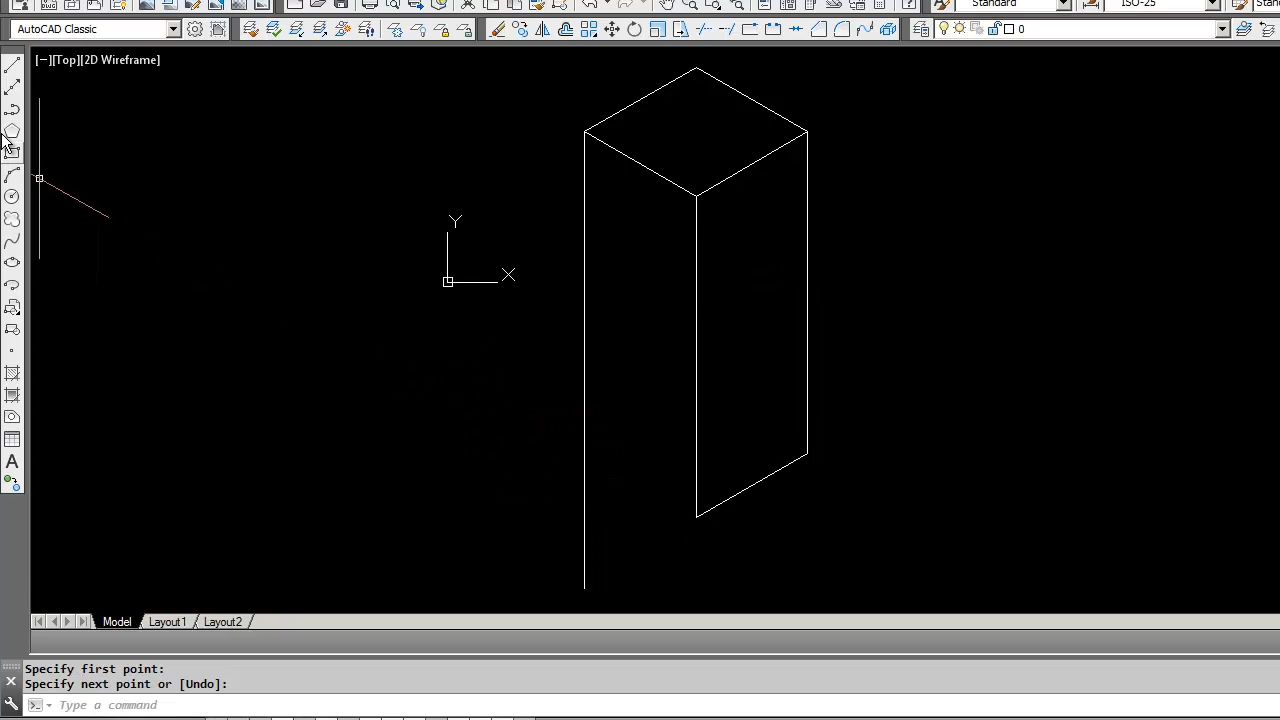 Standard
ISO-25
Stan
AutoCAD Classic
0
[−][Top][2D Wireframe]
Y
X
A
Model
Layout1
Layout2
Specify first point:
Specify next point or [Undo]:
Type a command